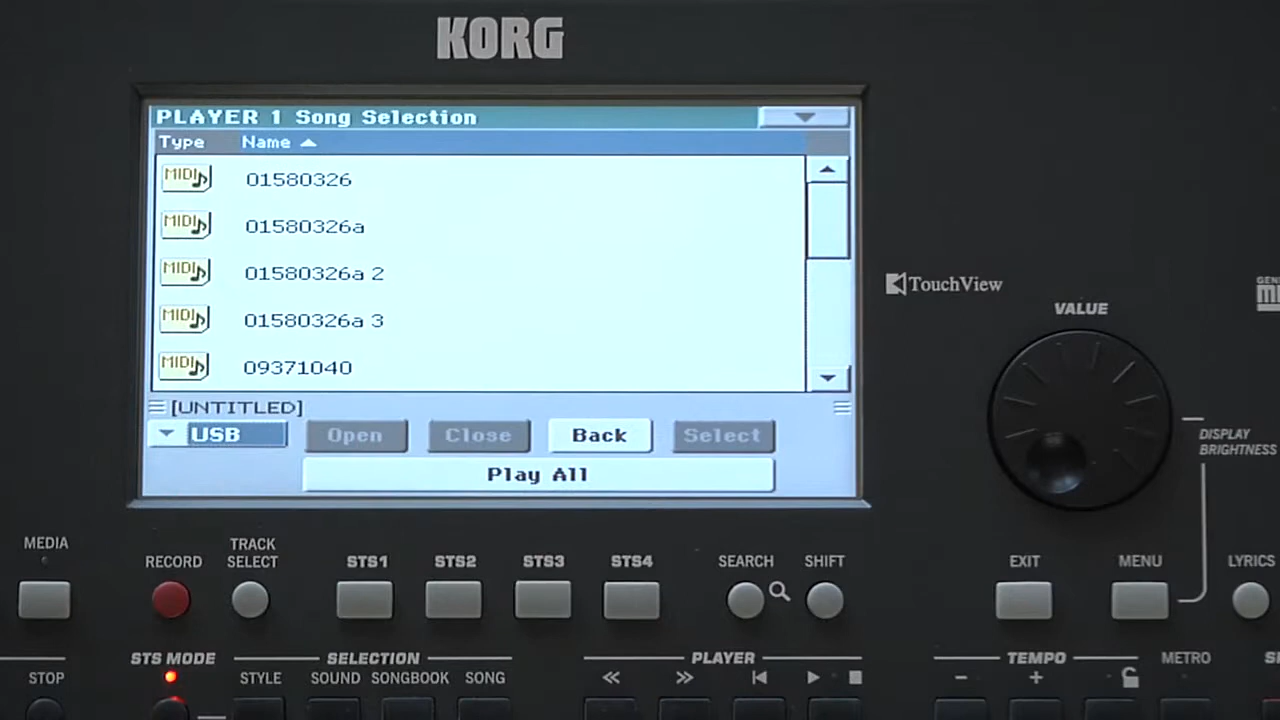 KORG
PLAYER 1 Song Selection
Type Name
MIDI 01580326
MIDI 01580326a
MIDI 01580326a 2
MIDI 01580326a 3
MIDI 09371040
[UNTITLED]
USB Open Close Back Select
Play All
TouchView
VALUE
DISPLAY
BRIGHTNESS
MEDIA
RECORD
TRACK
SELECT
STS1 STS2 STS3 STS4
SEARCH SHIFT
EXIT MENU LYRICS
STS MODE SELECTION PLAYER TEMPO METRO
STOP STYLE SOUND SONGBOOK SONG − +